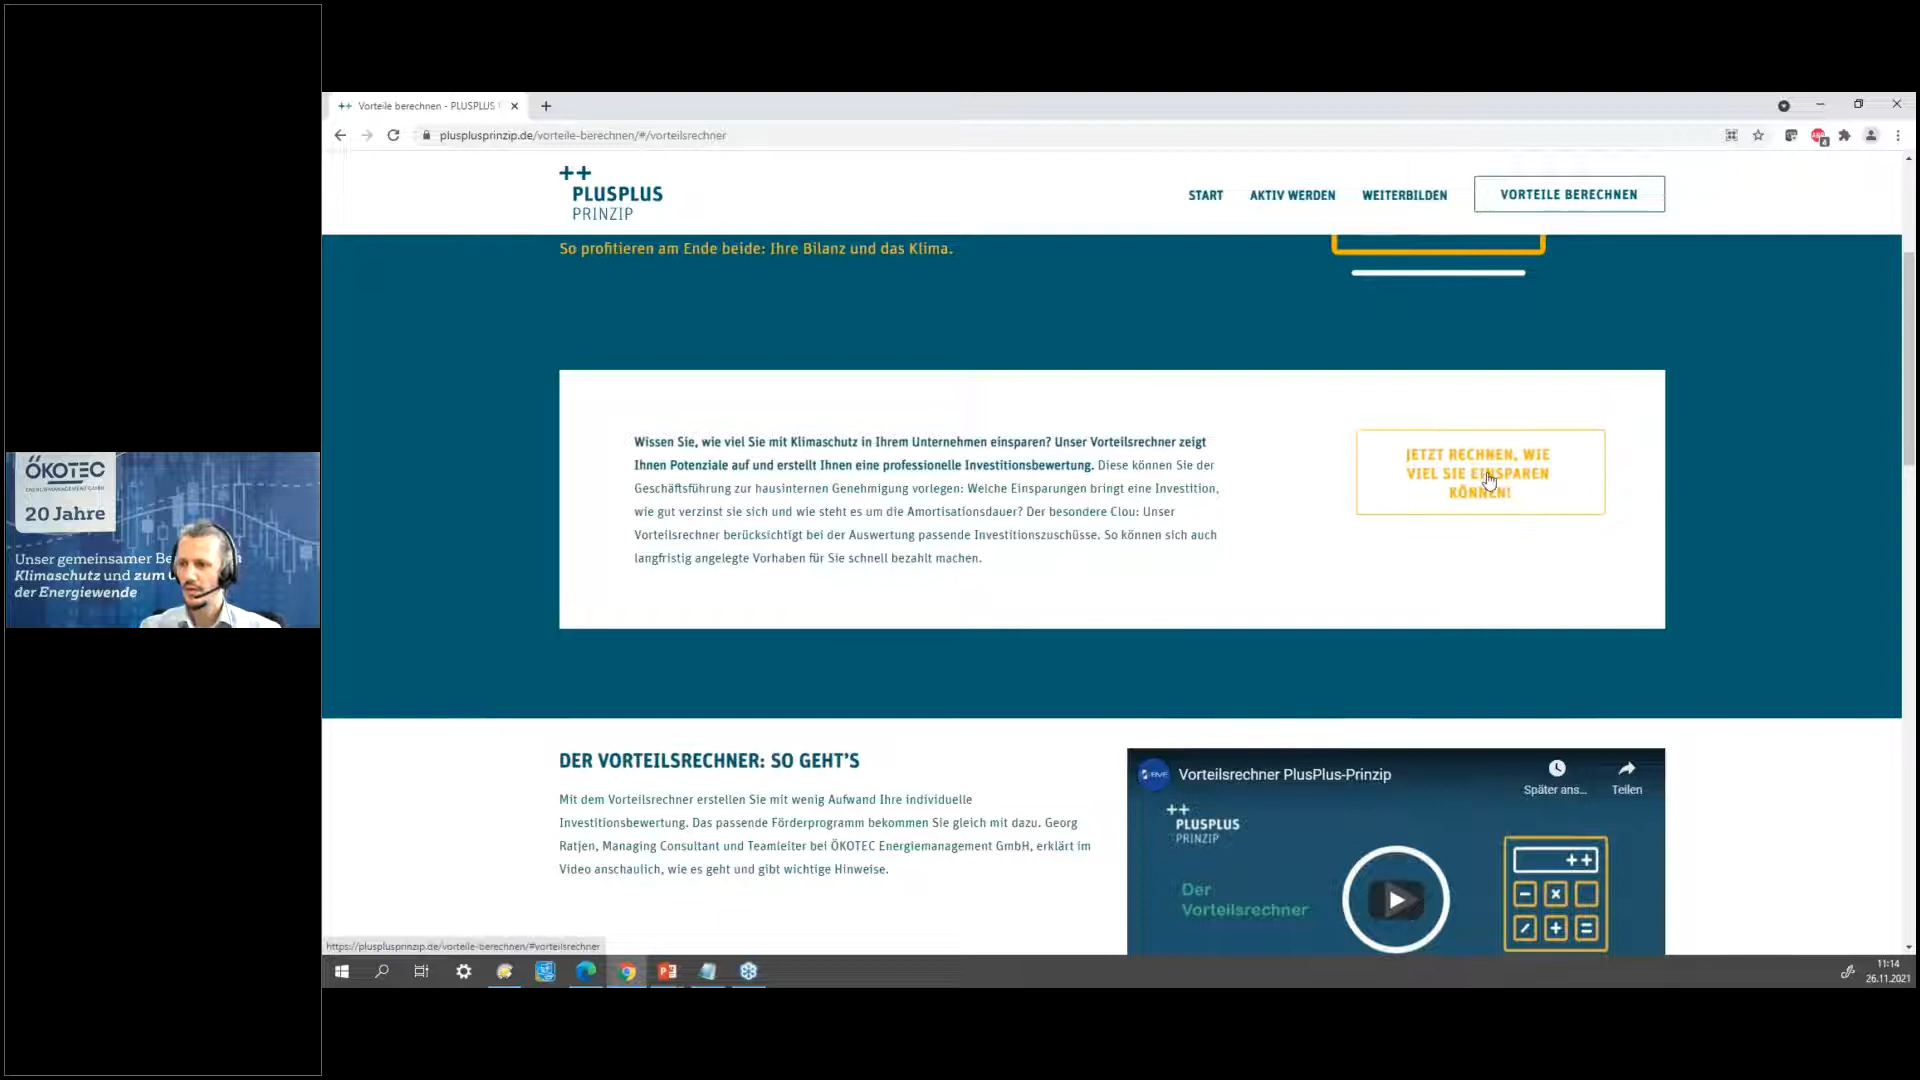 Vorteile berechnen - PLUSPLUS
plusplusprinzip.de/vorteile-berechnen/#/vorteilsrechner
++
PLUSPLUS
PRINZIP
START
AKTIV WERDEN
WEITERBILDEN
VORTEILE BERECHNEN
So profitieren am Ende beide: Ihre Bilanz und das Klima.
Wissen Sie, wie viel Sie mit Klimaschutz in Ihrem Unternehmen einsparen? Unser Vorteilsrechner zeigt
Ihnen Potenziale auf und erstellt Ihnen eine professionelle Investitionsbewertung. Diese können Sie der
Geschäftsführung zur hausinternen Genehmigung vorlegen: Welche Einsparungen bringt eine Investition,
wie gut verzinst sie sich und wie steht es um die Amortisationsdauer? Der besondere Clou: Unser
Vorteilsrechner berücksichtigt bei der Auswertung passende Investitionszuschüsse. So können sich auch
langfristig angelegte Vorhaben für Sie schnell bezahlt machen.
JETZT RECHNEN, WIE
VIEL SIE EINSPAREN
KÖNNEN!
ÖKOTEC
ENERGIEMANAGEMENT GMBH
20 Jahre
Unser gemeinsamer Be
Klimaschutz und zum
der Energiewende
DER VORTEILSRECHNER: SO GEHT'S
Mit dem Vorteilsrechner erstellen Sie mit wenig Aufwand Ihre individuelle
Investitionsbewertung. Das passende Förderprogramm bekommen Sie gleich mit dazu. Georg
Ratjen, Managing Consultant und Teamleiter bei ÖKOTEC Energiemanagement GmbH, erklärt im
Video anschaulich, wie es geht und gibt wichtige Hinweise.
Vorteilsrechner PlusPlus-Prinzip
Später ans...
Teilen
++
PLUSPLUS
PRINZIP
Der
Vorteilsrechner
++
- x
+ =
https://plusplusprinzip.de/vorteile-berechnen/#vorteilsrechner
11:14
26.11.2021